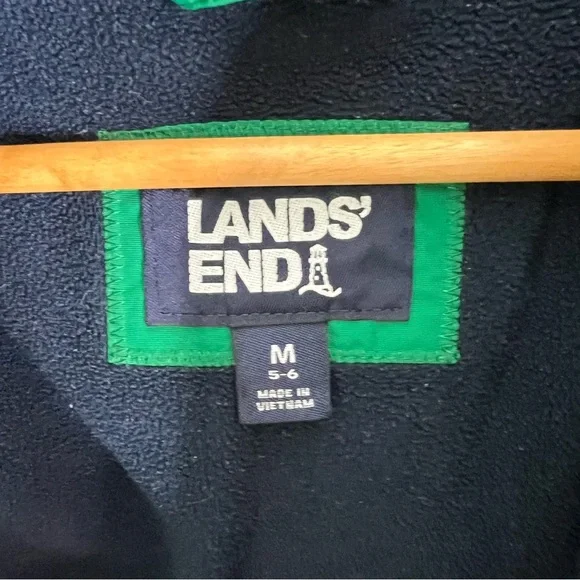 LANDS'
END
M
5-6
MADE IN
VIETNAM